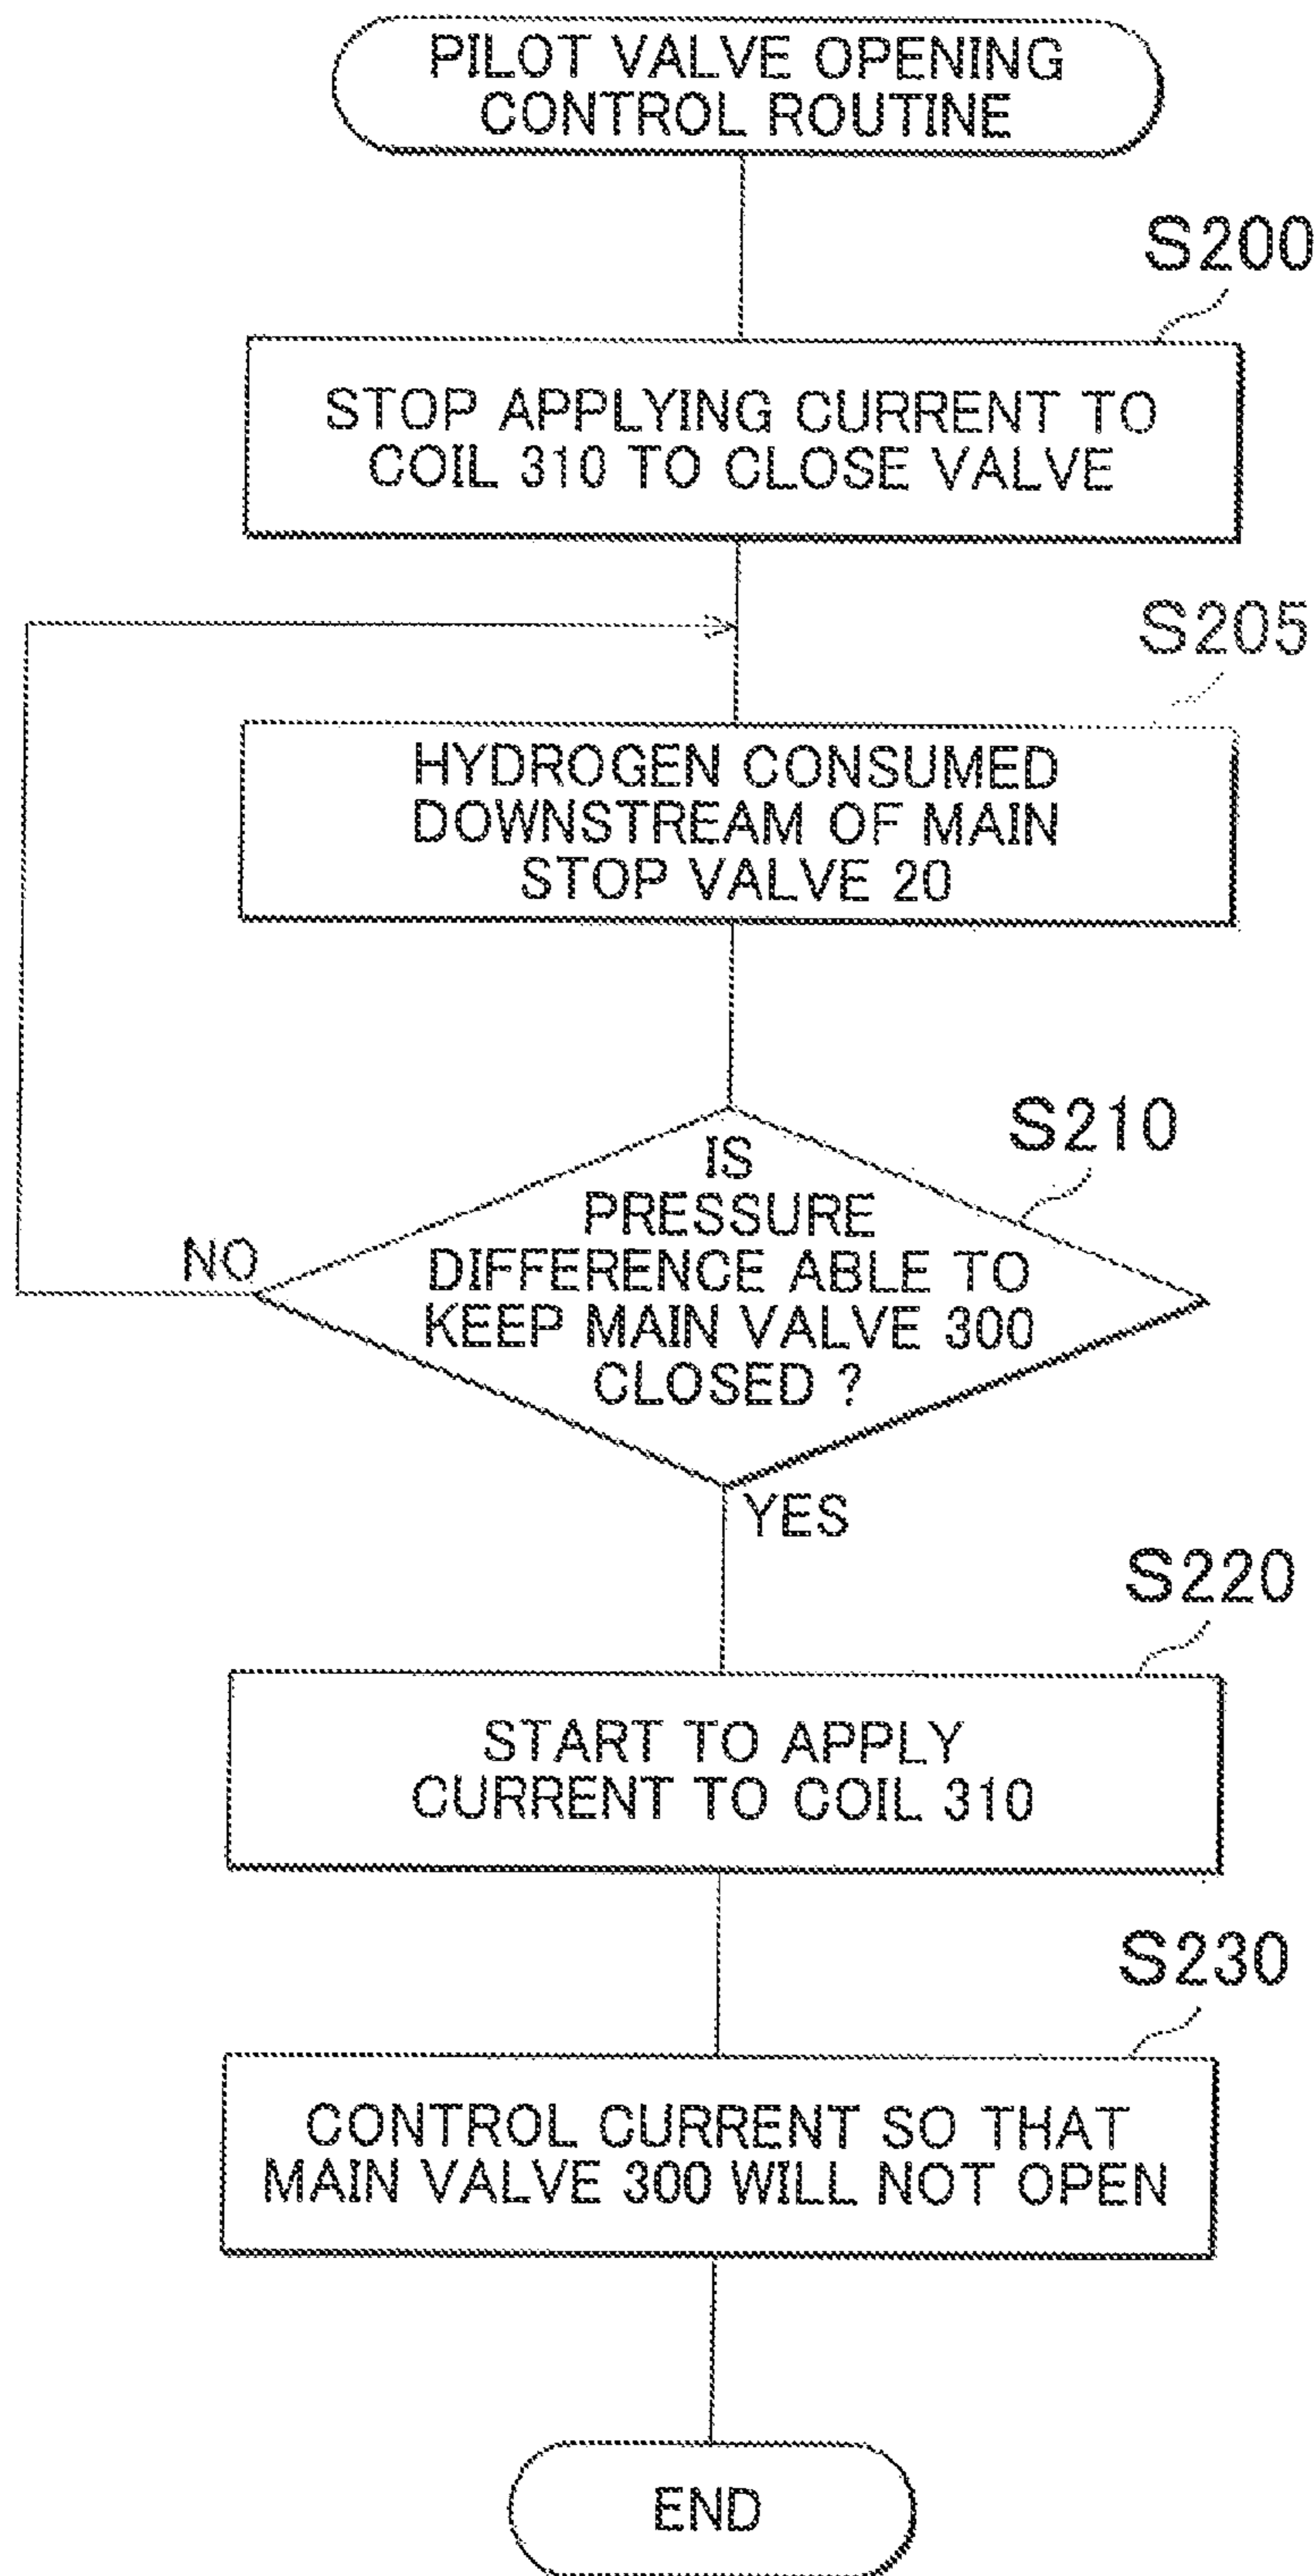 PILOT VALVE OPENING
CONTROL ROUTINE
S200
STOP APPLYING CURRENT TO
COIL 310 TO CLOSE VALVE
S205
HYDROGEN CONSUMED
DOWNSTREAM OF MAIN
STOP VALVE 20
S210
IS
PRESSURE
DIFFERENCE ABLE TO
KEEP MAIN VALVE 300
CLOSED ?
NO
YES
S220
START TO APPLY
CURRENT TO COIL 310
S230
CONTROL CURRENT SO THAT
MAIN VALVE 300 WILL NOT OPEN
END